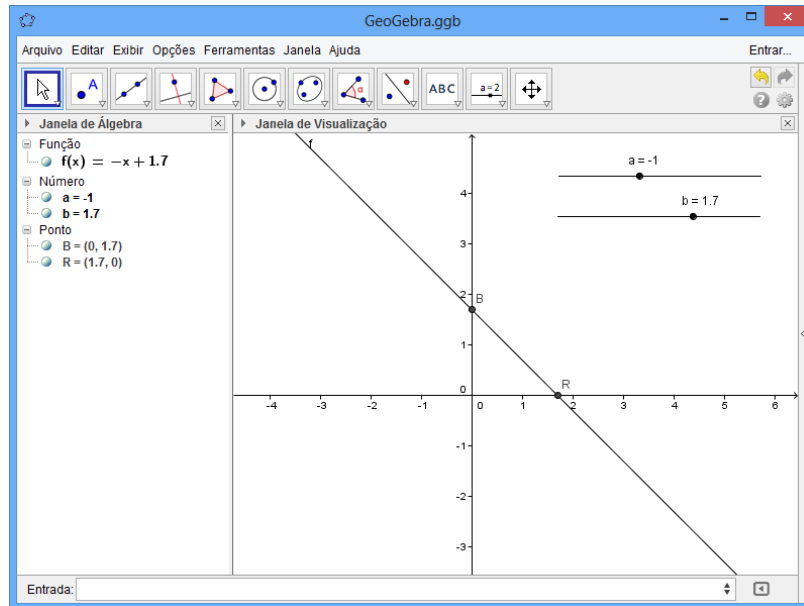 GeoGebra.ggb
Arquivo Editar Exibir Opções Ferramentas Janela Ajuda Entrar...
A α ABC a=2
Janela de Álgebra
Função
f(x) = −x + 1.7
Número
a = -1
b = 1.7
Ponto
B = (0, 1.7)
R = (1.7, 0)
Janela de Visualização
f
a = -1
b = 1.7
4
3
2
B
1
R
0
-4 -3 -2 -1 0 1 2 3 4 5 6
-1
-2
-3
Entrada: